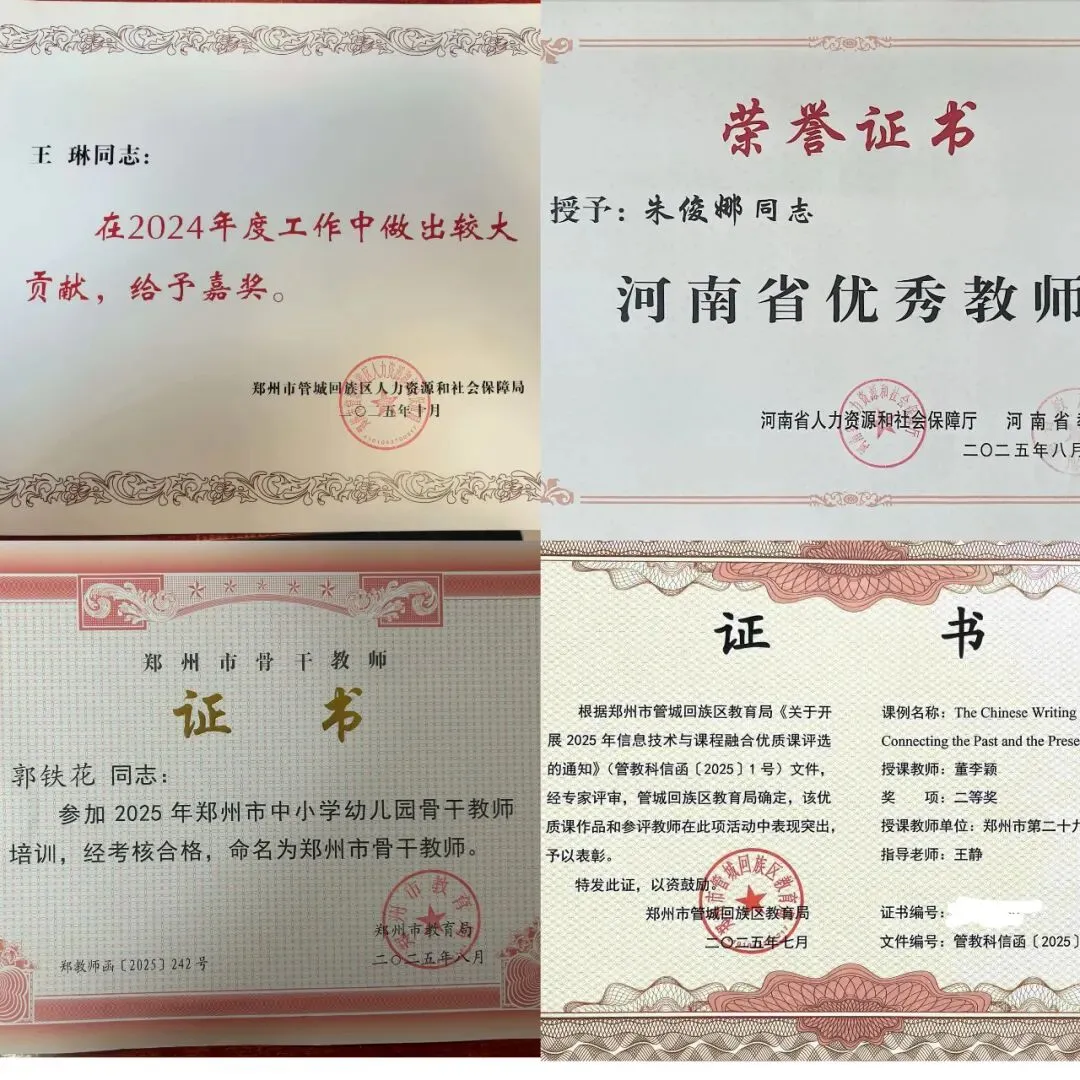 王 琳同志：
在2024年度工作中做出较大
贡献，给予嘉奖。
郑州市管城回族区人力资源和社会保障局
二〇二五年十月
荣誉证书
授予：朱俊娜同志
河南省优秀教师
河南省人力资源和社会保障厅 河南省
二〇二五年八月
郑州市骨干教师
证书
郭铁花 同志：
参加 2025 年郑州市中小学幼儿园骨干教师
培训，经考核合格，命名为郑州市骨干教师。
郑州市教育局
二〇二五年八月
郑教师函〔2025〕242 号
证书
根据郑州市管城回族区教育局《关于开
展 2025 年信息技术与课程融合优质课评选
的通知》（管教科信函〔2025〕1 号）文件，
经专家评审，管城回族区教育局确定，该优
质课作品和参评教师在此项活动中表现突出，
予以表彰。
特发此证，以资鼓励。
郑州市管城回族区教育局
二〇二五年七月
课例名称：The Chinese Writing
Connecting the Past and the Prese
授课教师：董李颖
奖 项：二等奖
授课教师单位：郑州市第二十九
指导老师：王静
证书编号：
文件编号：管教科信函〔2025〕